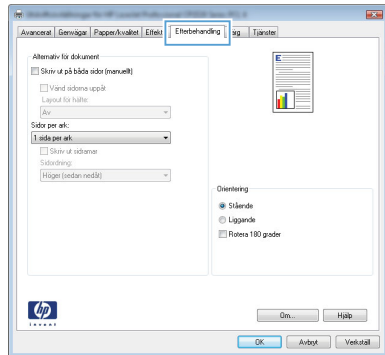 Avancerat Genvägar Papper/kvalitet Effekt Efterbehandling Färg Tjänster
Alternativ för dokument
Skriv ut på båda sidor (manuellt)
Vänd sidorna uppåt
Layout för häfte:
Av
Sidor per ark:
1 sida per ark
Skriv ut sidramar
Sidordning:
Höger (sedan nedåt)
E
Orientering
Stående
Liggande
Rotera 180 grader
hp
invent
Om... Hjälp
OK Avbryt Verkställ